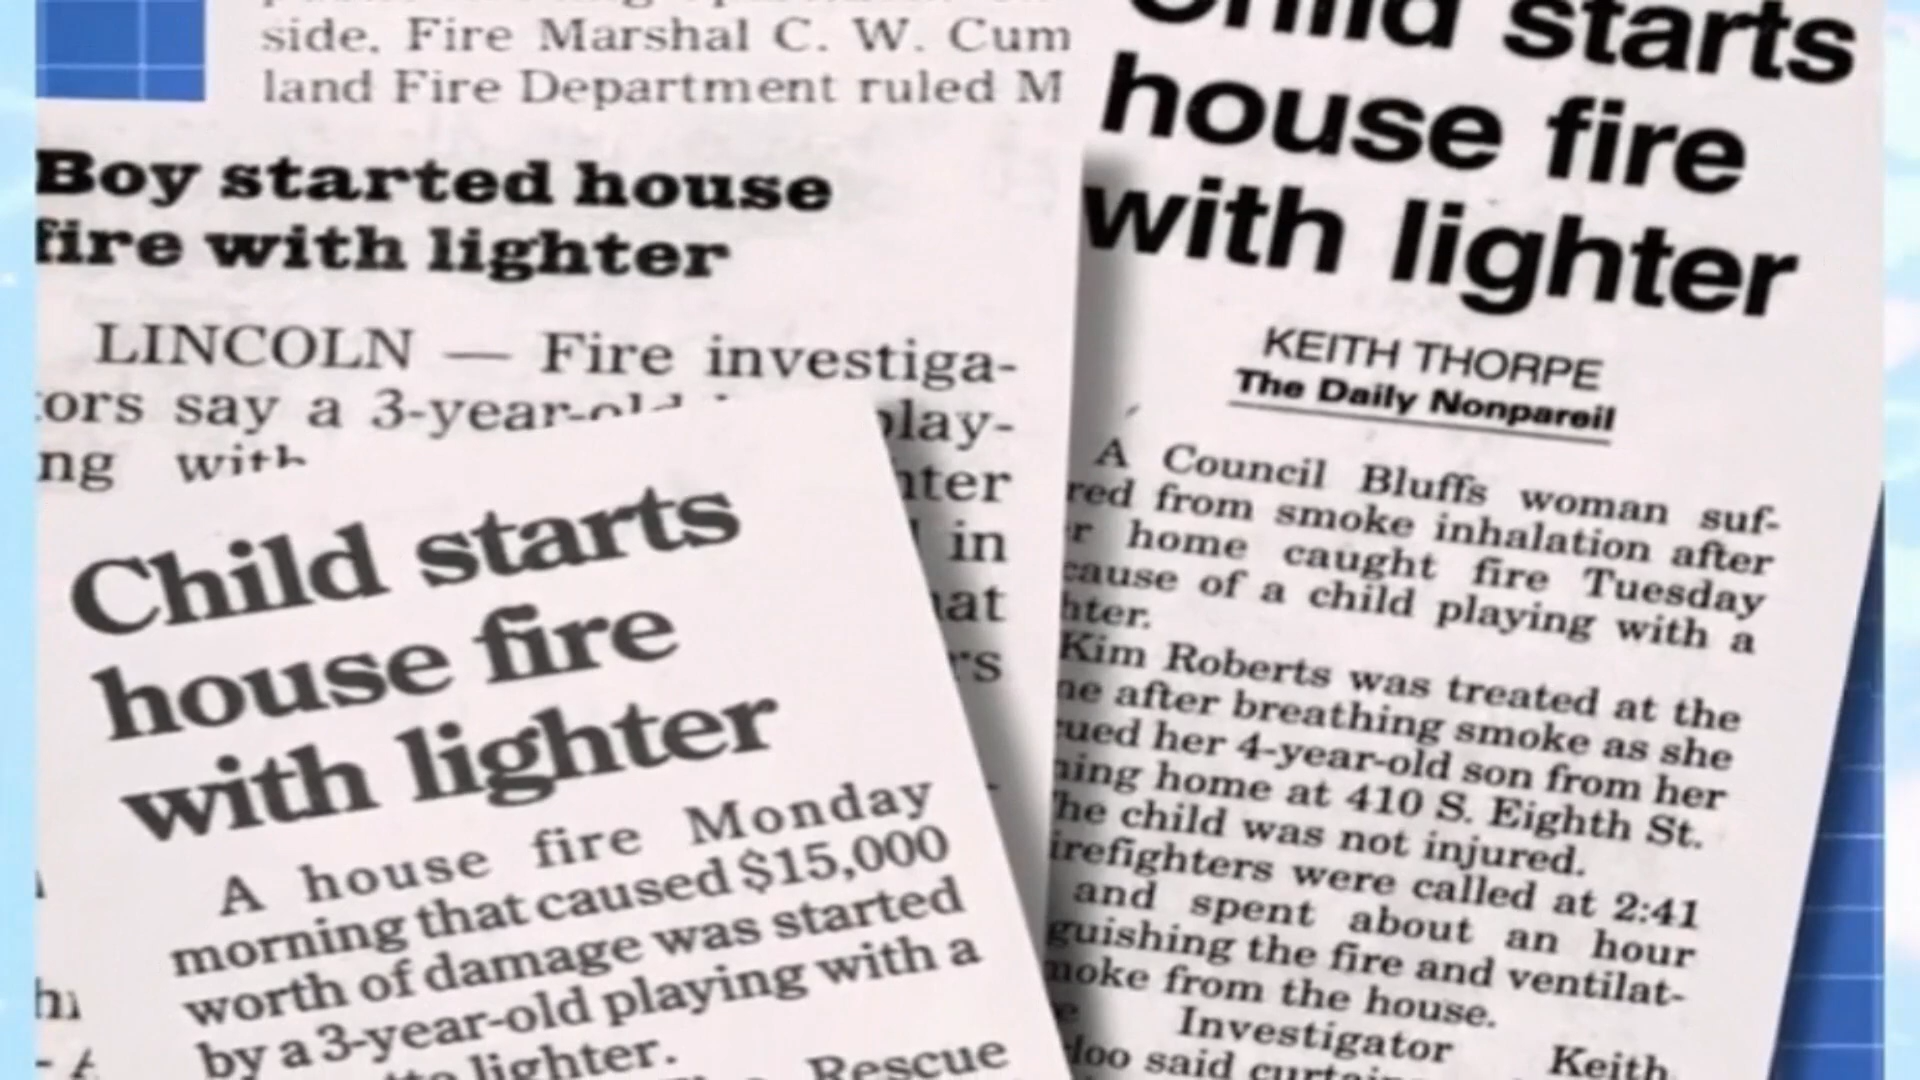 side, Fire Marshal C. W. Cum
land Fire Department ruled M
Boy started house
fire with lighter
LINCOLN — Fire investiga-
ors say a 3-year-old play-
ng with
in
Child starts
house fire
with lighter
A house fire Monday
morning that caused $15,000
worth of damage was started
by a 3-year-old playing with a
lighter.
Rescue
Child starts
house fire
with lighter
KEITH THORPE
The Daily Nonpareil
A Council Bluffs woman suf-
red from smoke inhalation after
r home caught fire Tuesday
cause of a child playing with a
hter.
Kim Roberts was treated at the
ne after breathing smoke as she
ued her 4-year-old son from her
ning home at 410 S. Eighth St.
he child was not injured.
irefighters were called at 2:41
and spent about an hour
guishing the fire and ventilat-
moke from the house.
e Investigator Keith
doo said